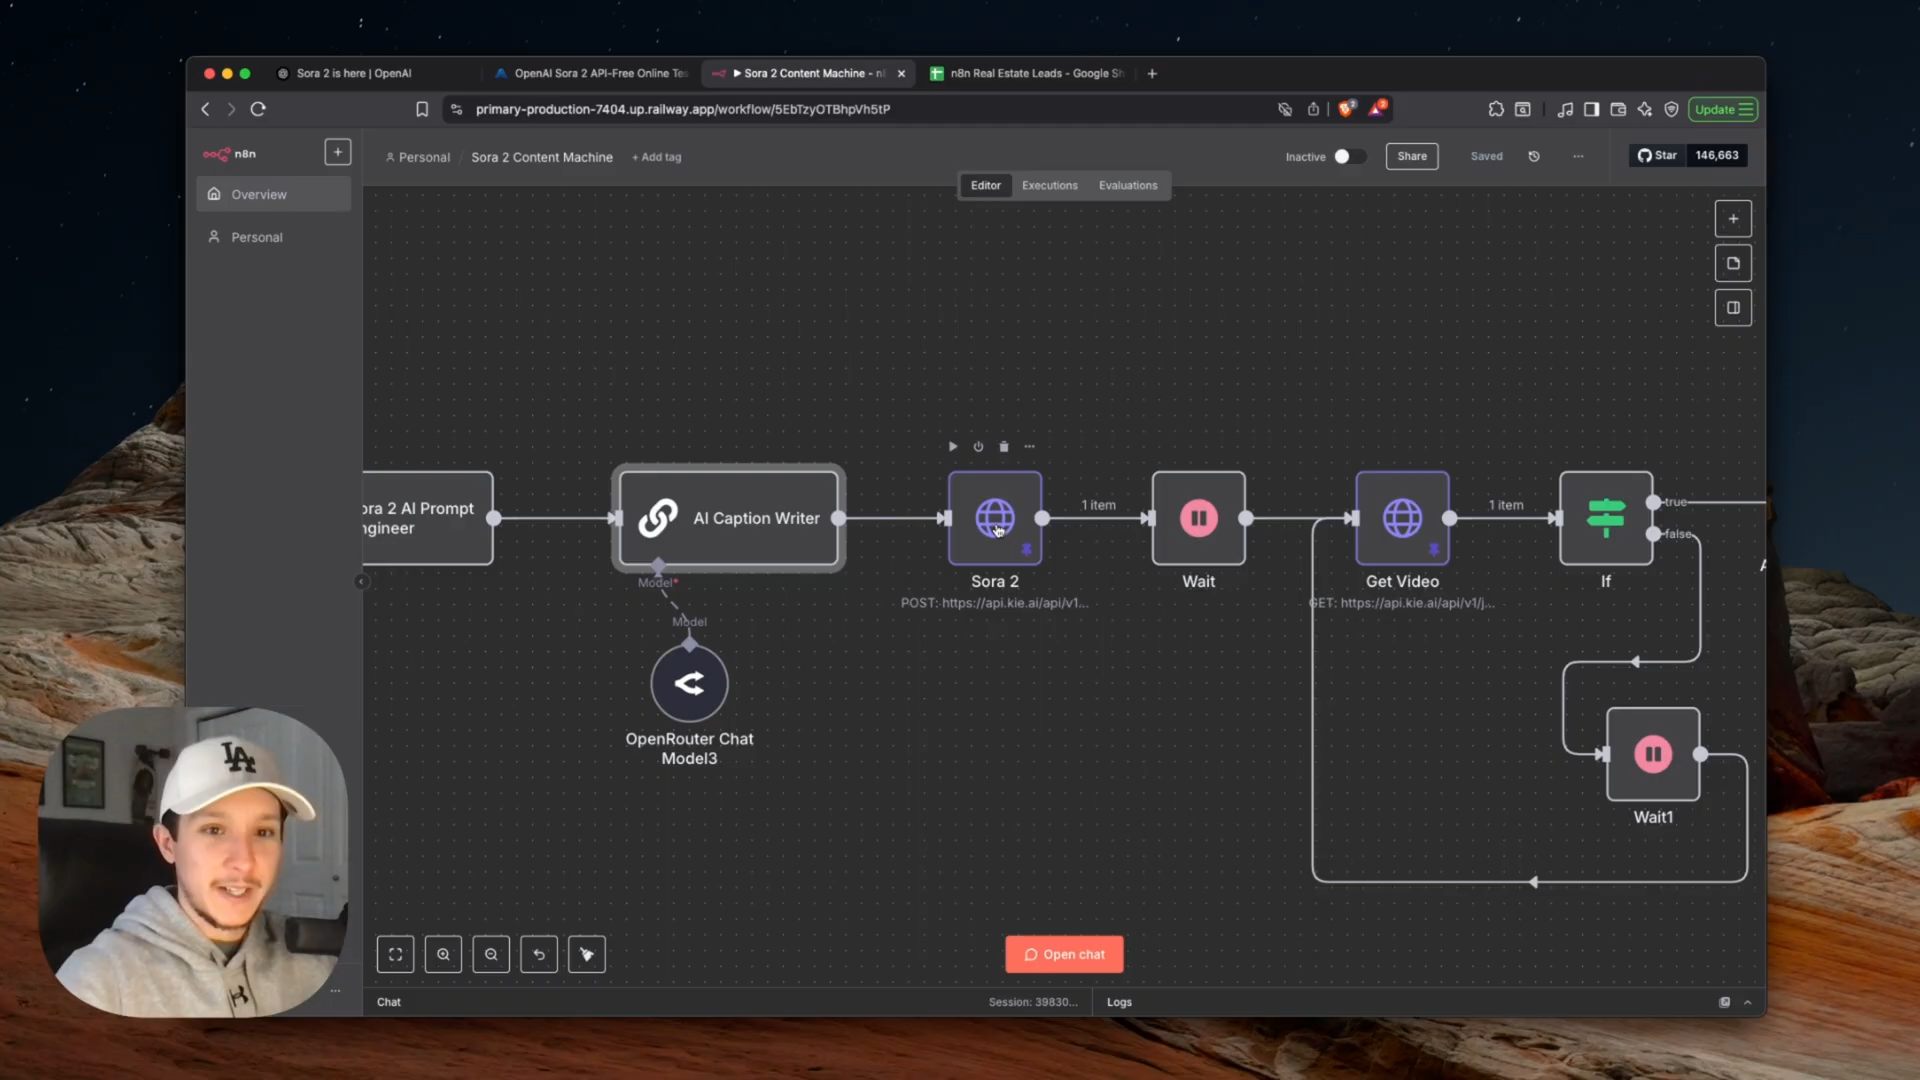 Sora 2 is here | OpenAI
OpenAI Sora 2 API-Free Online Tes
Sora 2 Content Machine - n8
n8n Real Estate Leads - Google Sh
primary-production-7404.up.railway.app/workflow/5EbTzyOTBhpVh5tP
Update
n8n
Personal / Sora 2 Content Machine + Add tag
Inactive
Share
Saved
Star 146,663
Overview
Personal
Editor Executions Evaluations
ora 2 AI Prompt
ngineer
AI Caption Writer
1 item
1 item
true
false
Model*
Model
OpenRouter Chat
Model3
Sora 2
POST: https://api.kie.ai/api/v1...
Wait
Get Video
GET: https://api.kie.ai/api/v1/j...
If
Wait1
LA
Open chat
Chat
Session: 39830...
Logs